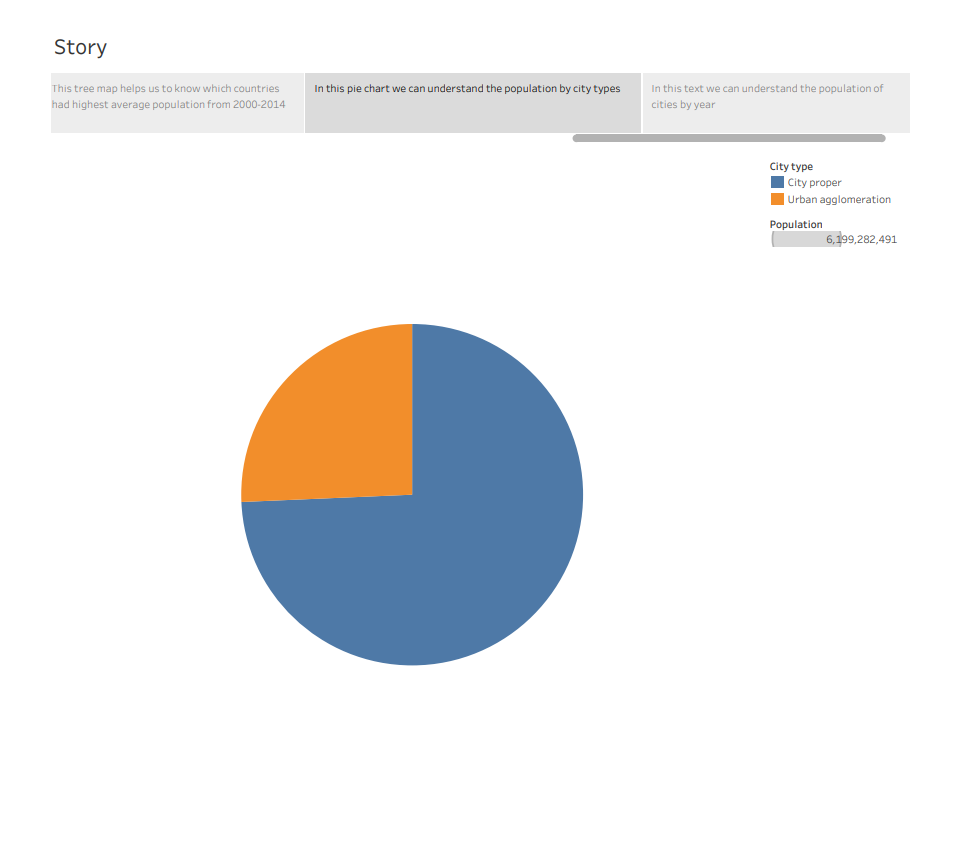 Story
This tree map helps us to know which countries
had highest average population from 2000-2014
In this pie chart we can understand the population by city types
In this text we can understand the population of
cities by year
City type
City proper
Urban agglomeration
Population
6,199,282,491